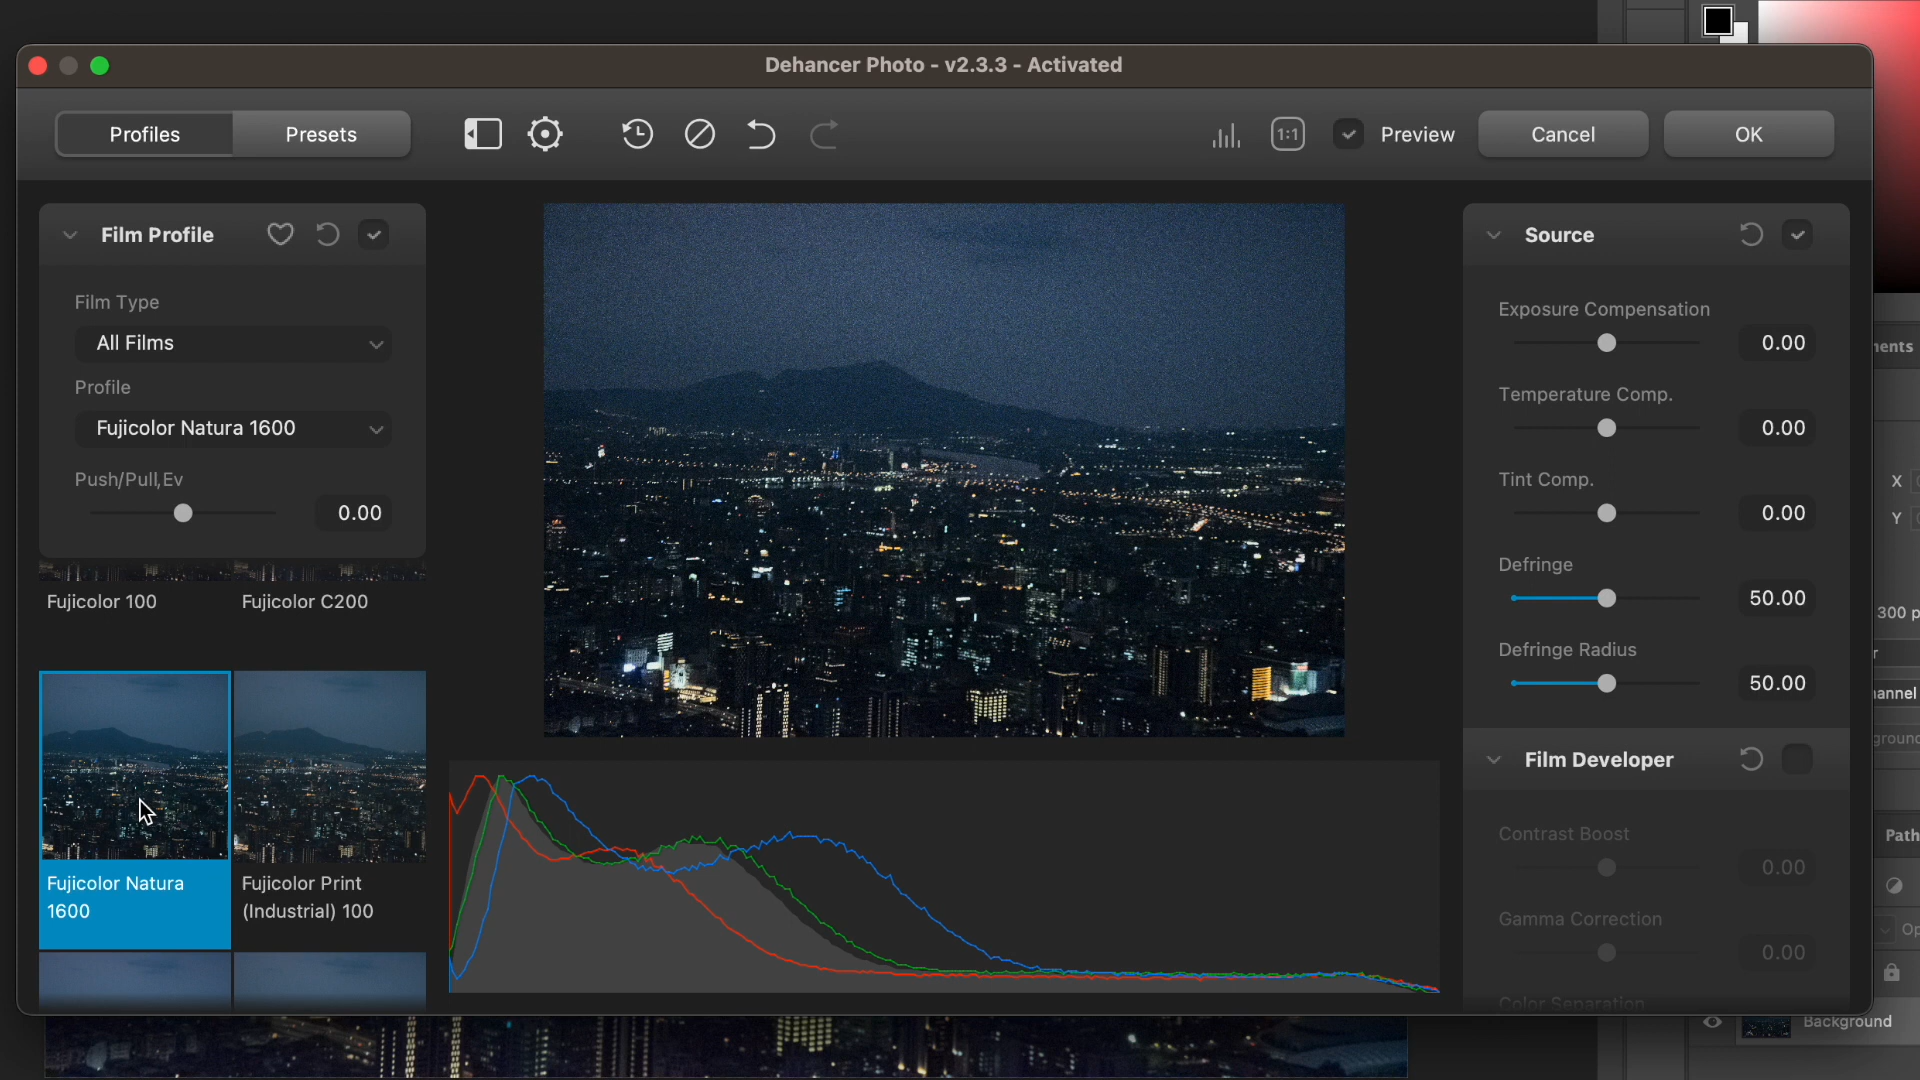 Dehancer Photo - v2.3.3 - Activated
Profiles
Presets
1:1
Preview
Cancel
OK
Film Profile
Film Type
All Films
Profile
Fujicolor Natura 1600
Push/Pull,Ev
0.00
Fujicolor 100
Fujicolor C200
Fujicolor Natura
1600
Fujicolor Print
(Industrial) 100
Source
Exposure Compensation
0.00
Temperature Comp.
0.00
Tint Comp.
0.00
Defringe
50.00
Defringe Radius
50.00
Film Developer
Contrast Boost
0.00
Gamma Correction
0.00
Color Separation
X
Y
300 p
Path
Op
Background